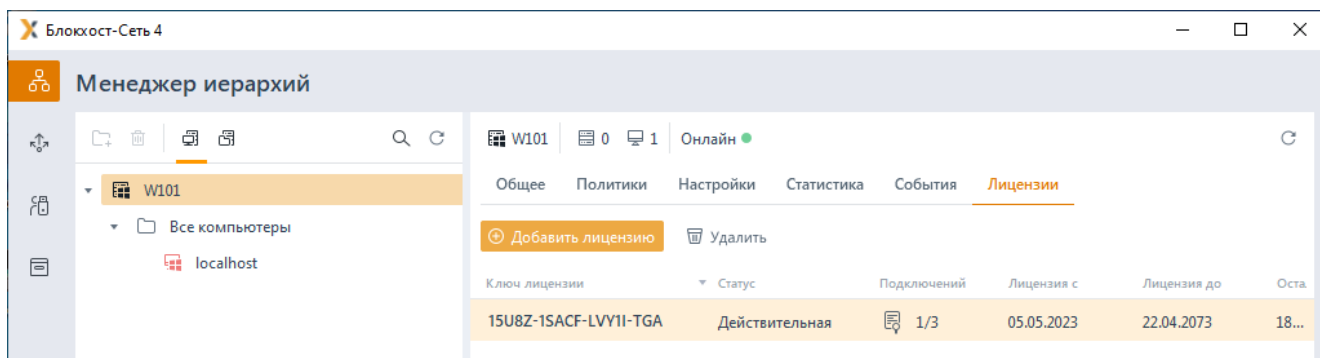 Блокхост-Сеть 4
Менеджер иерархий
W101 0 1 Онлайн
Общее Политики Настройки Статистика События Лицензии
W101
Все компьютеры
localhost
Добавить лицензию Удалить
Ключ лицензии Статус Подключений Лицензия с Лицензия до Оста
15U8Z-1SACF-LVY1I-TGA Действительная 1/3 05.05.2023 22.04.2073 18...